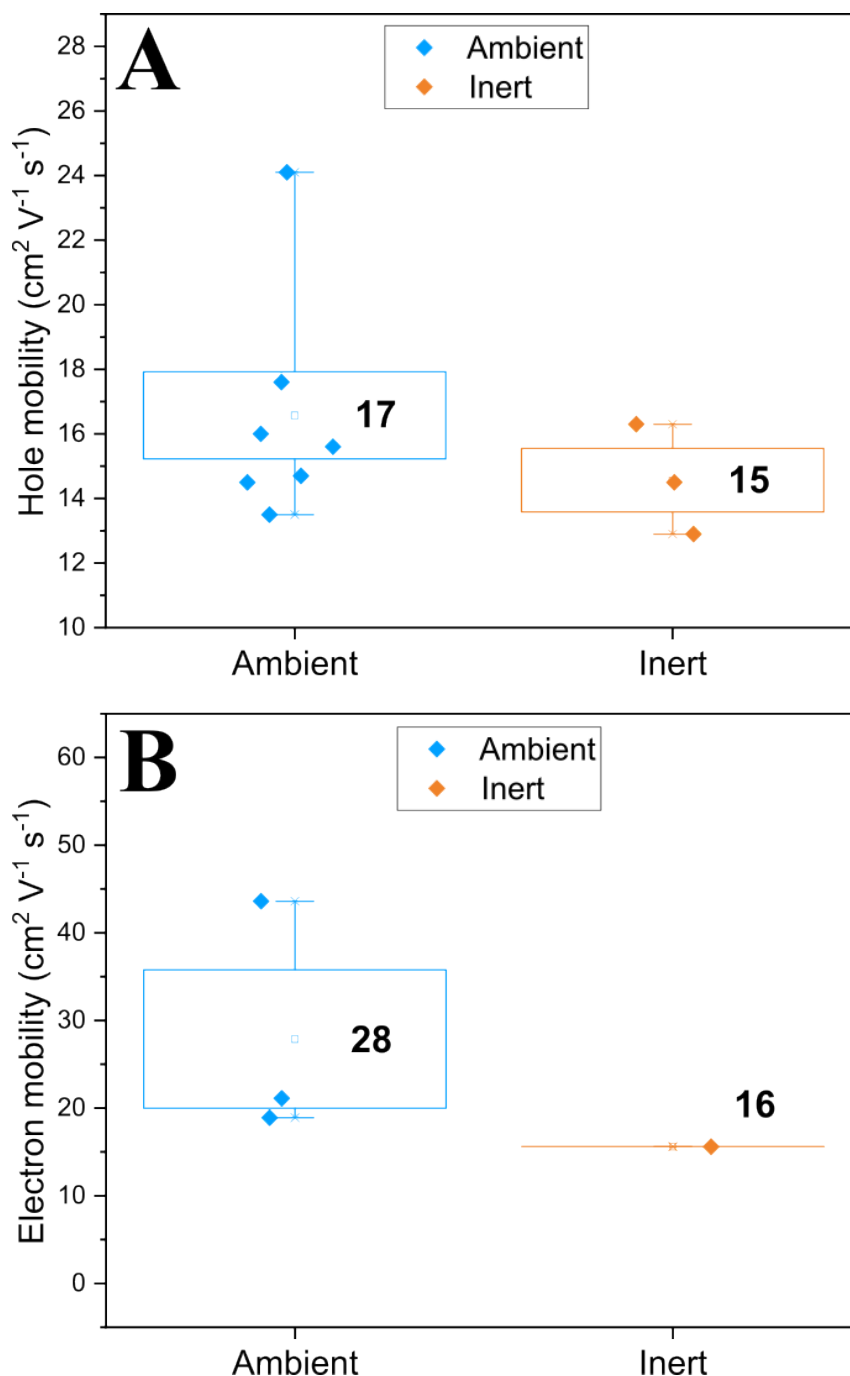 A
Ambient
Inert
Hole mobility (cm² V⁻¹ s⁻¹)
28
26
24
22
20
18
16
14
12
10
17
15
Ambient
Inert
B
Ambient
Inert
Electron mobility (cm² V⁻¹ s⁻¹)
60
50
40
30
20
10
0
28
16
Ambient
Inert